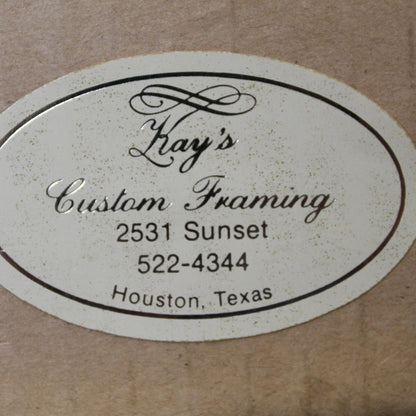 Kay's
Custom Framing
2531 Sunset
522-4344
Houston, Texas